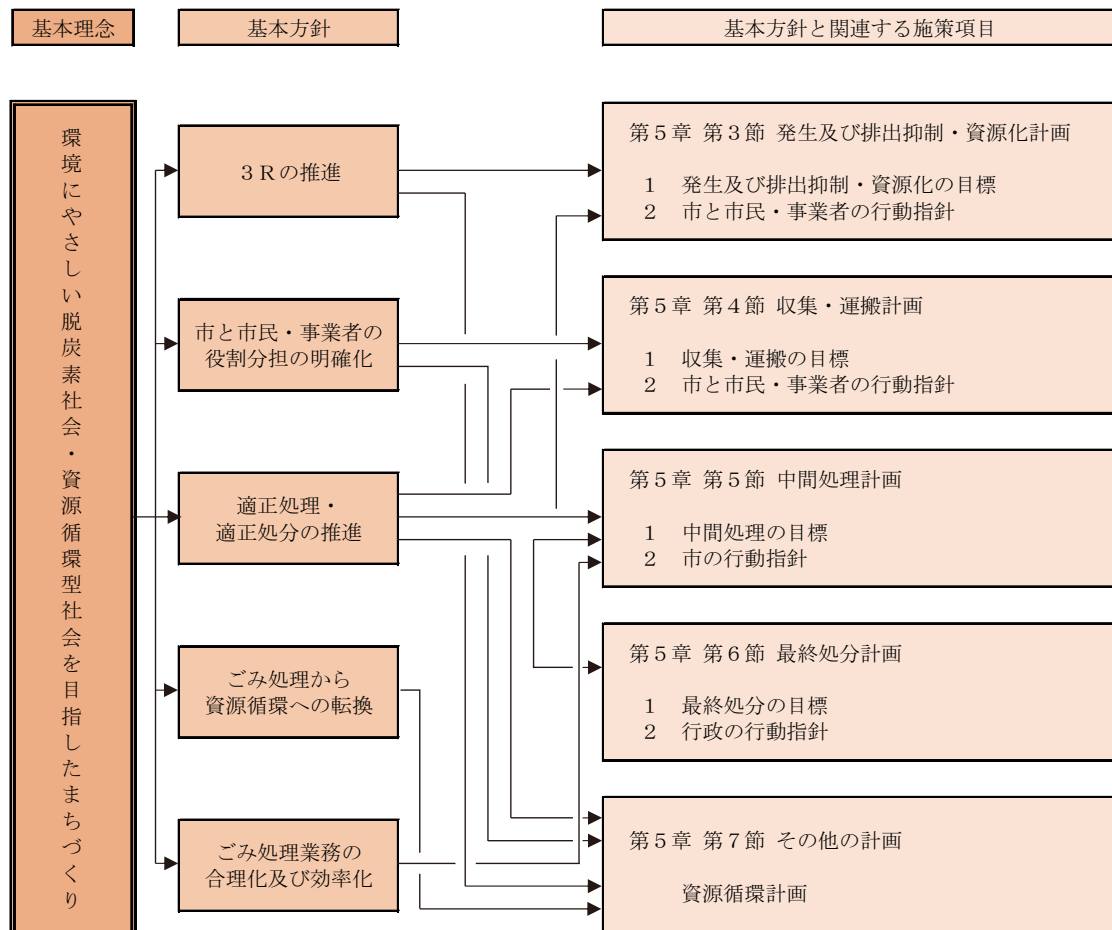 基本理念
基本方針
基本方針と関連する施策項目
環境にやさしい脱炭素社会・資源循環型社会を目指したまちづくり
３Ｒの推進
市と市民・事業者の
役割分担の明確化
適正処理・
適正処分の推進
ごみ処理から
資源循環への転換
ごみ処理業務の
合理化及び効率化
第５章 第３節 発生及び排出抑制・資源化計画
１　発生及び排出抑制・資源化の目標
２　市と市民・事業者の行動指針
第５章 第４節 収集・運搬計画
１　収集・運搬の目標
２　市と市民・事業者の行動指針
第５章 第５節 中間処理計画
１　中間処理の目標
２　市の行動指針
第５章 第６節 最終処分計画
１　最終処分の目標
２　行政の行動指針
第５章 第７節 その他の計画
資源循環計画